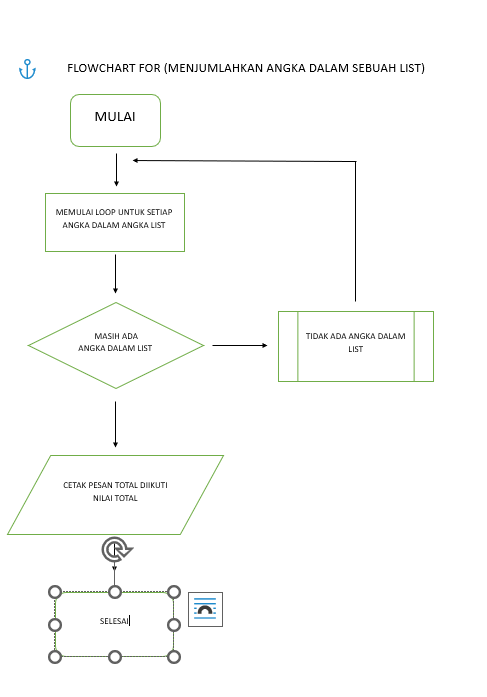 FLOWCHART FOR (MENJUMLAHKAN ANGKA DALAM SEBUAH LIST)
MULAI
MEMULAI LOOP UNTUK SETIAP
ANGKA DALAM ANGKA LIST
MASIH ADA
ANGKA DALAM LIST
TIDAK ADA ANGKA DALAM
LIST
CETAK PESAN TOTAL DIIKUTI
NILAI TOTAL
SELESAI